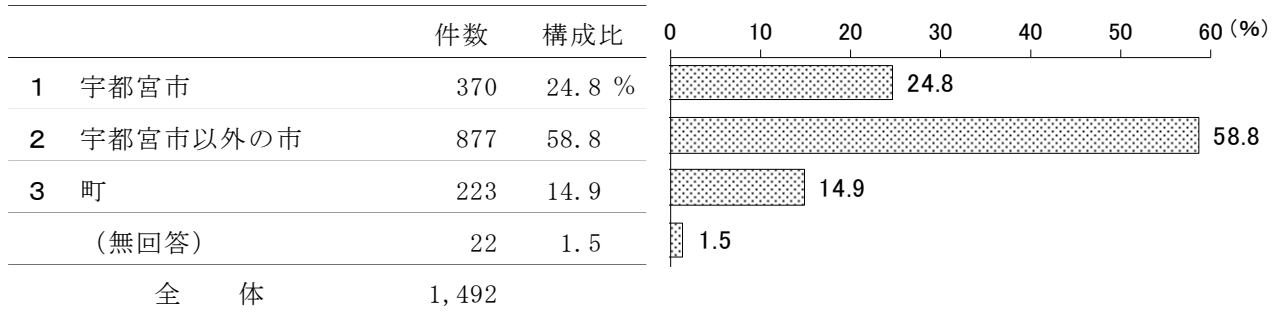 件数 構成比
0 10 20 30 40 50 60 (%)
1 宇都宮市 370 24.8 % 24.8
2 宇都宮市以外の市 877 58.8 58.8
3 町 223 14.9 14.9
（無回答） 22 1.5 1.5
全 体 1,492